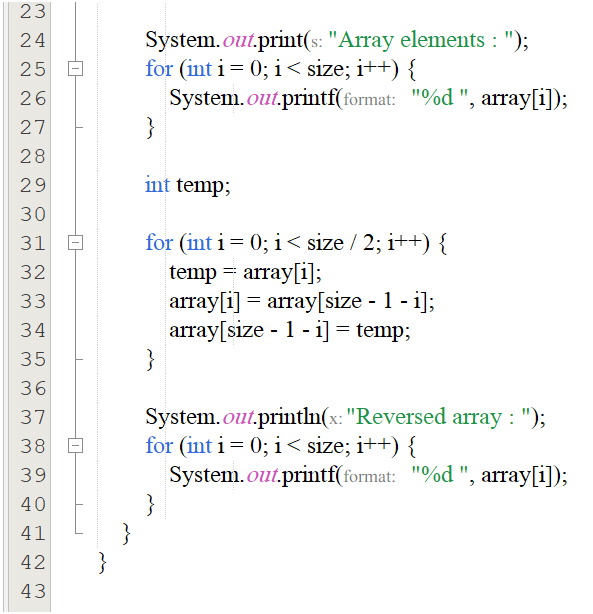 23
24 System.out.print(s: "Array elements : ");
25 for (int i = 0; i < size; i++) {
26 System.out.printf(format: "%d ", array[i]);
27 }
28
29 int temp;
30
31 for (int i = 0; i < size / 2; i++) {
32 temp = array[i];
33 array[i] = array[size - 1 - i];
34 array[size - 1 - i] = temp;
35 }
36
37 System.out.println(x: "Reversed array : ");
38 for (int i = 0; i < size; i++) {
39 System.out.printf(format: "%d ", array[i]);
40 }
41 }
42 }
43